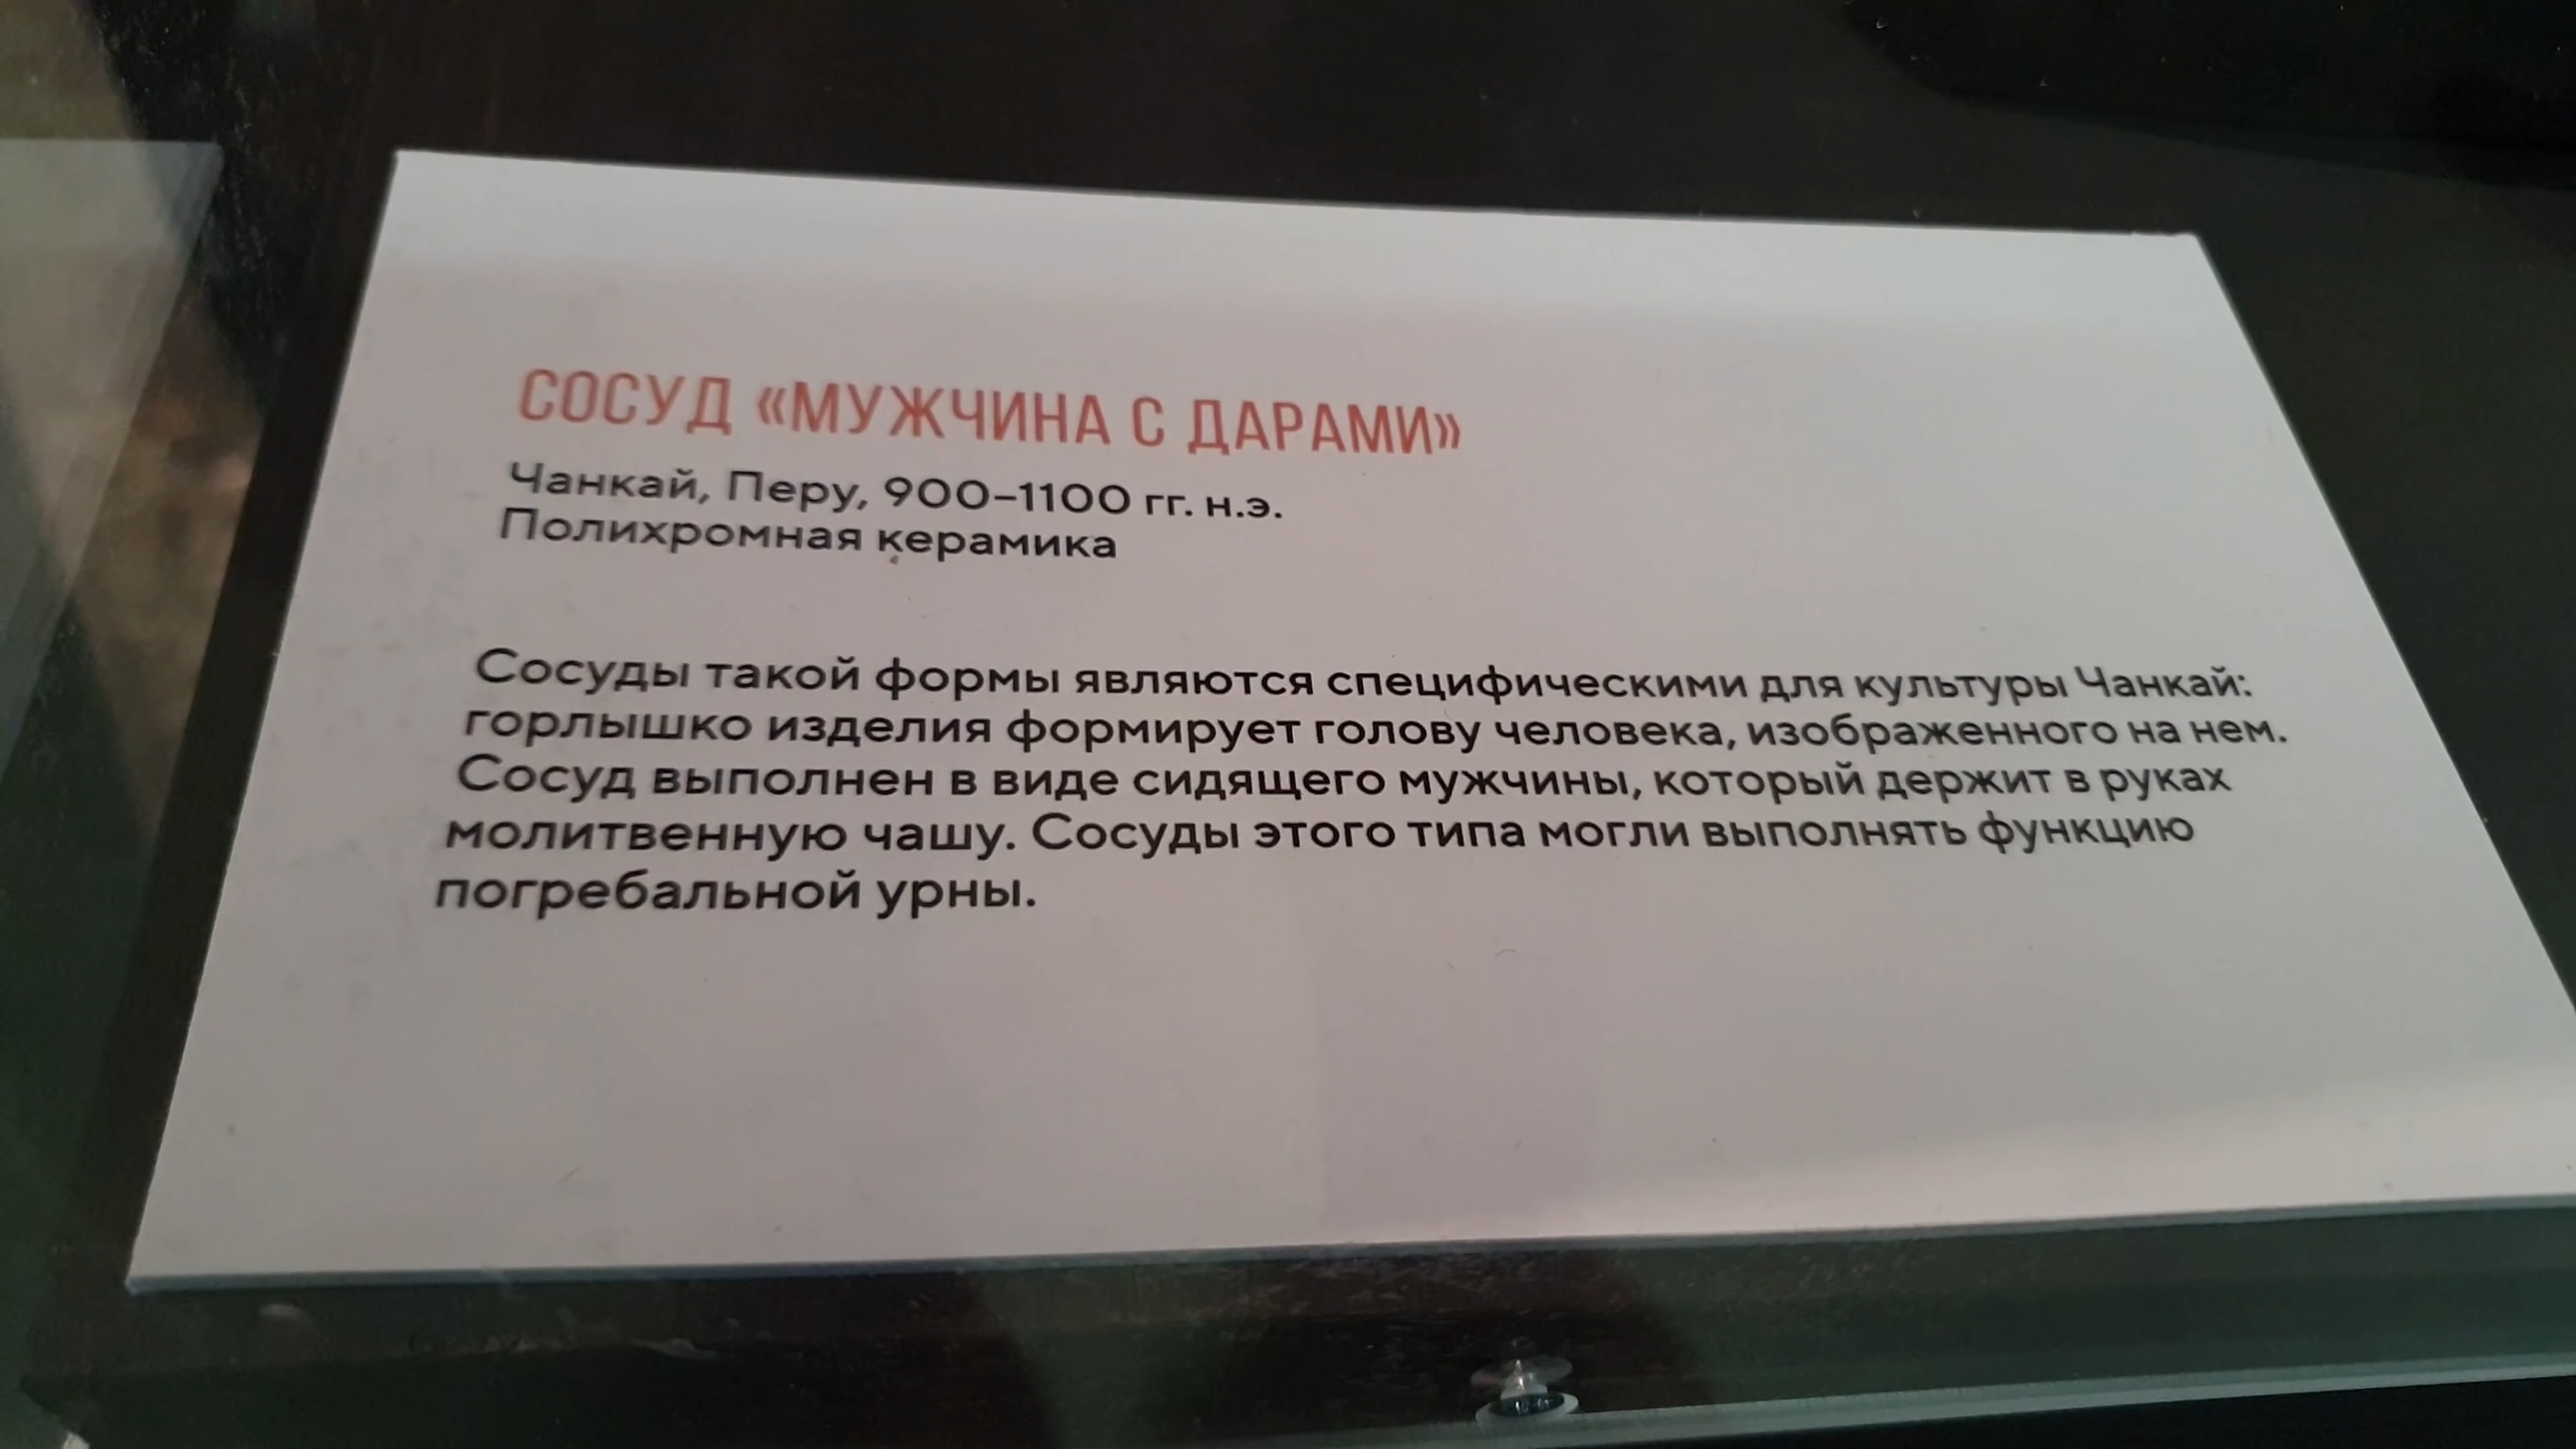 СОСУД «МУЖЧИНА С ДАРАМИ»
Чанкай, Перу, 900–1100 гг. н.э.
Полихромная керамика
Сосуды такой формы являются специфическими для культуры Чанкай:
горлышко изделия формирует голову человека, изображенного на нем.
Сосуд выполнен в виде сидящего мужчины, который держит в руках
молитвенную чашу. Сосуды этого типа могли выполнять функцию
погребальной урны.